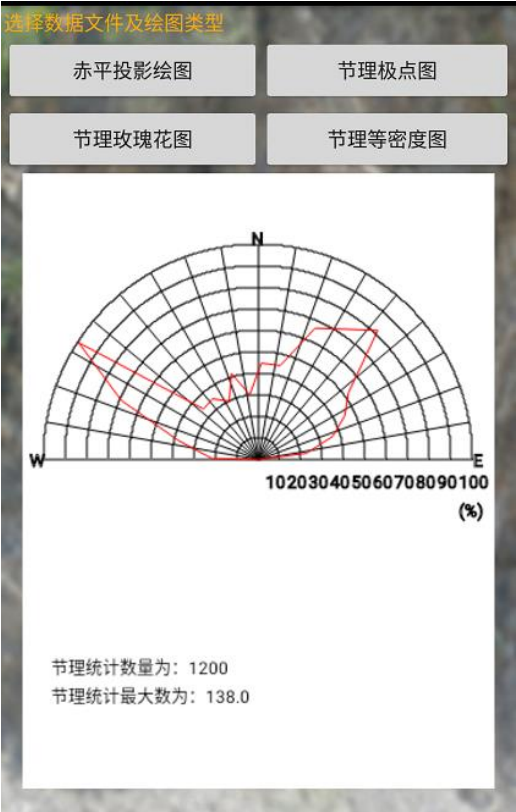 选择数据文件及绘图类型
赤平投影绘图 节理极点图
节理玫瑰花图 节理等密度图
N
W E
102030405060708090100
(%)
节理统计数量为：1200
节理统计最大数为：138.0